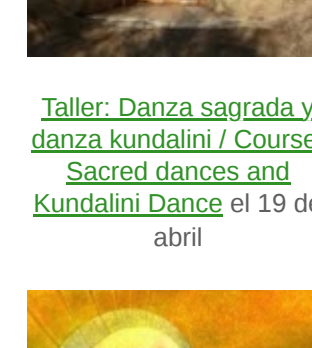 Taller: Danza sagrada y
danza kundalini / Course
Sacred dances and
Kundalini Dance el 19 de
abril